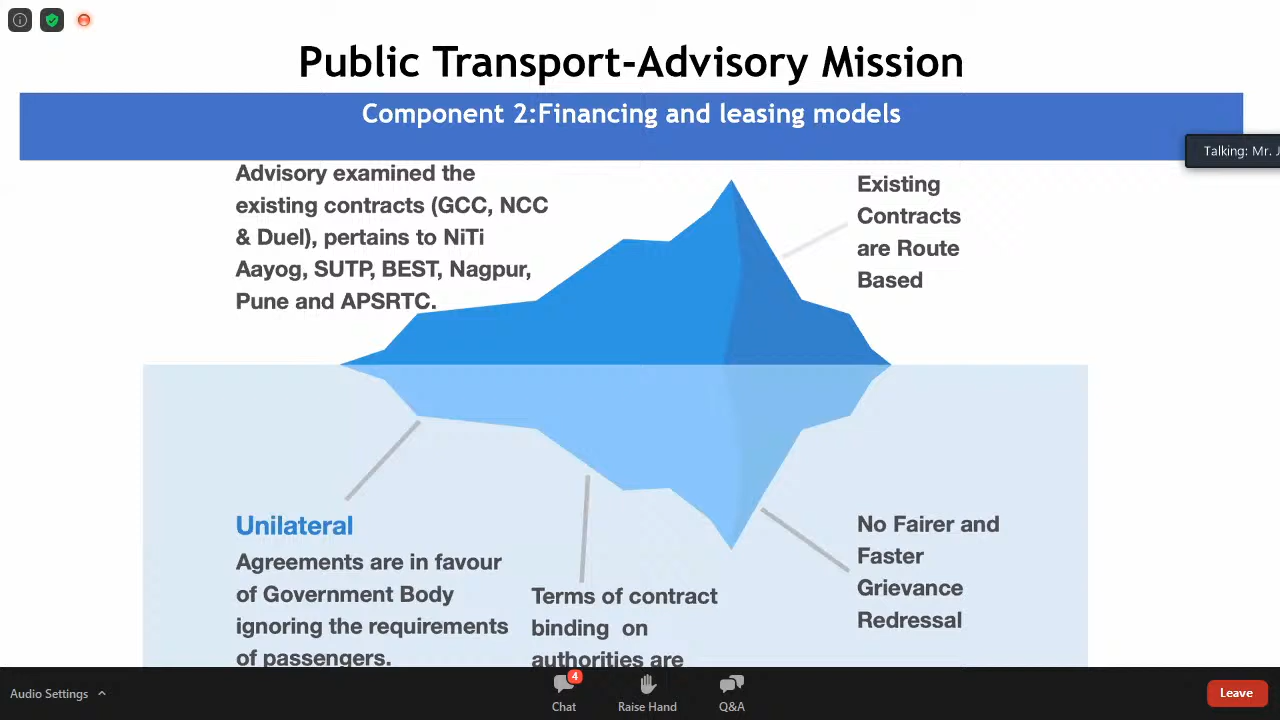 Public Transport-Advisory Mission
Component 2:Financing and leasing models
Talking: Mr. J
Advisory examined the
existing contracts (GCC, NCC
& Duel), pertains to NiTi
Aayog, SUTP, BEST, Nagpur,
Pune and APSRTC.
Existing
Contracts
are Route
Based
Unilateral
Agreements are in favour
of Government Body
ignoring the requirements
of passengers.
Terms of contract
binding on
authorities are
No Fairer and
Faster
Grievance
Redressal
Audio Settings
4
Chat
Raise Hand
Q&A
Leave